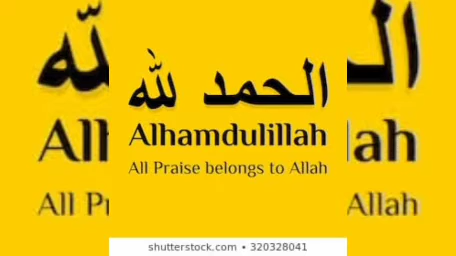 الحمد لله
Alhamdulillah
All Praise belongs to Allah
shutterstock.com • 320328041